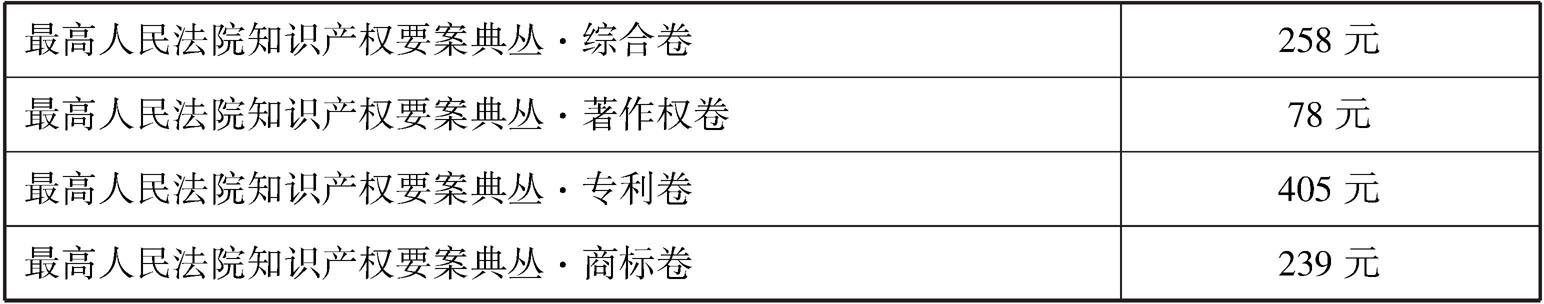 最高人民法院知识产权要案典丛·综合卷 258 元
最高人民法院知识产权要案典丛·著作权卷 78 元
最高人民法院知识产权要案典丛·专利卷 405 元
最高人民法院知识产权要案典丛·商标卷 239 元